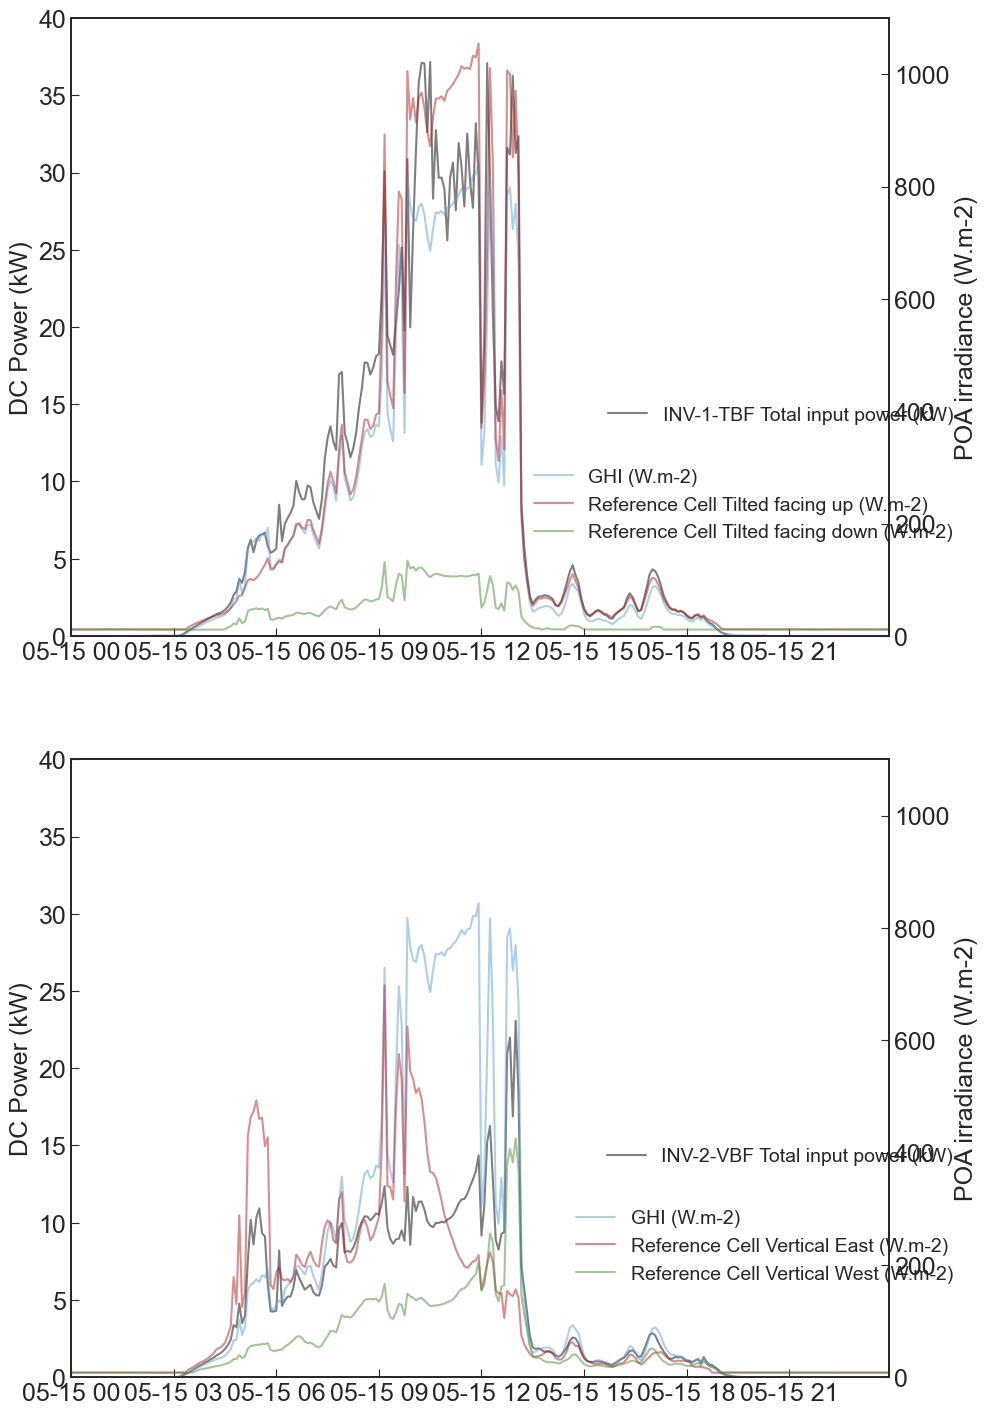 40
35
30
25
20
15
10
5
0
DC Power (kW)
1000
800
600
400
200
0
POA irradiance (W.m-2)
INV-1-TBF Total input power (kW)
GHI (W.m-2)
Reference Cell Tilted facing up (W.m-2)
Reference Cell Tilted facing down (W.m-2)
05-15 00 05-15 03 05-15 06 05-15 09 05-15 12 05-15 15 05-15 18 05-15 21
40
35
30
25
20
15
10
5
0
DC Power (kW)
1000
800
600
400
200
0
POA irradiance (W.m-2)
INV-2-VBF Total input power (kW)
GHI (W.m-2)
Reference Cell Vertical East (W.m-2)
Reference Cell Vertical West (W.m-2)
05-15 00 05-15 03 05-15 06 05-15 09 05-15 12 05-15 15 05-15 18 05-15 21